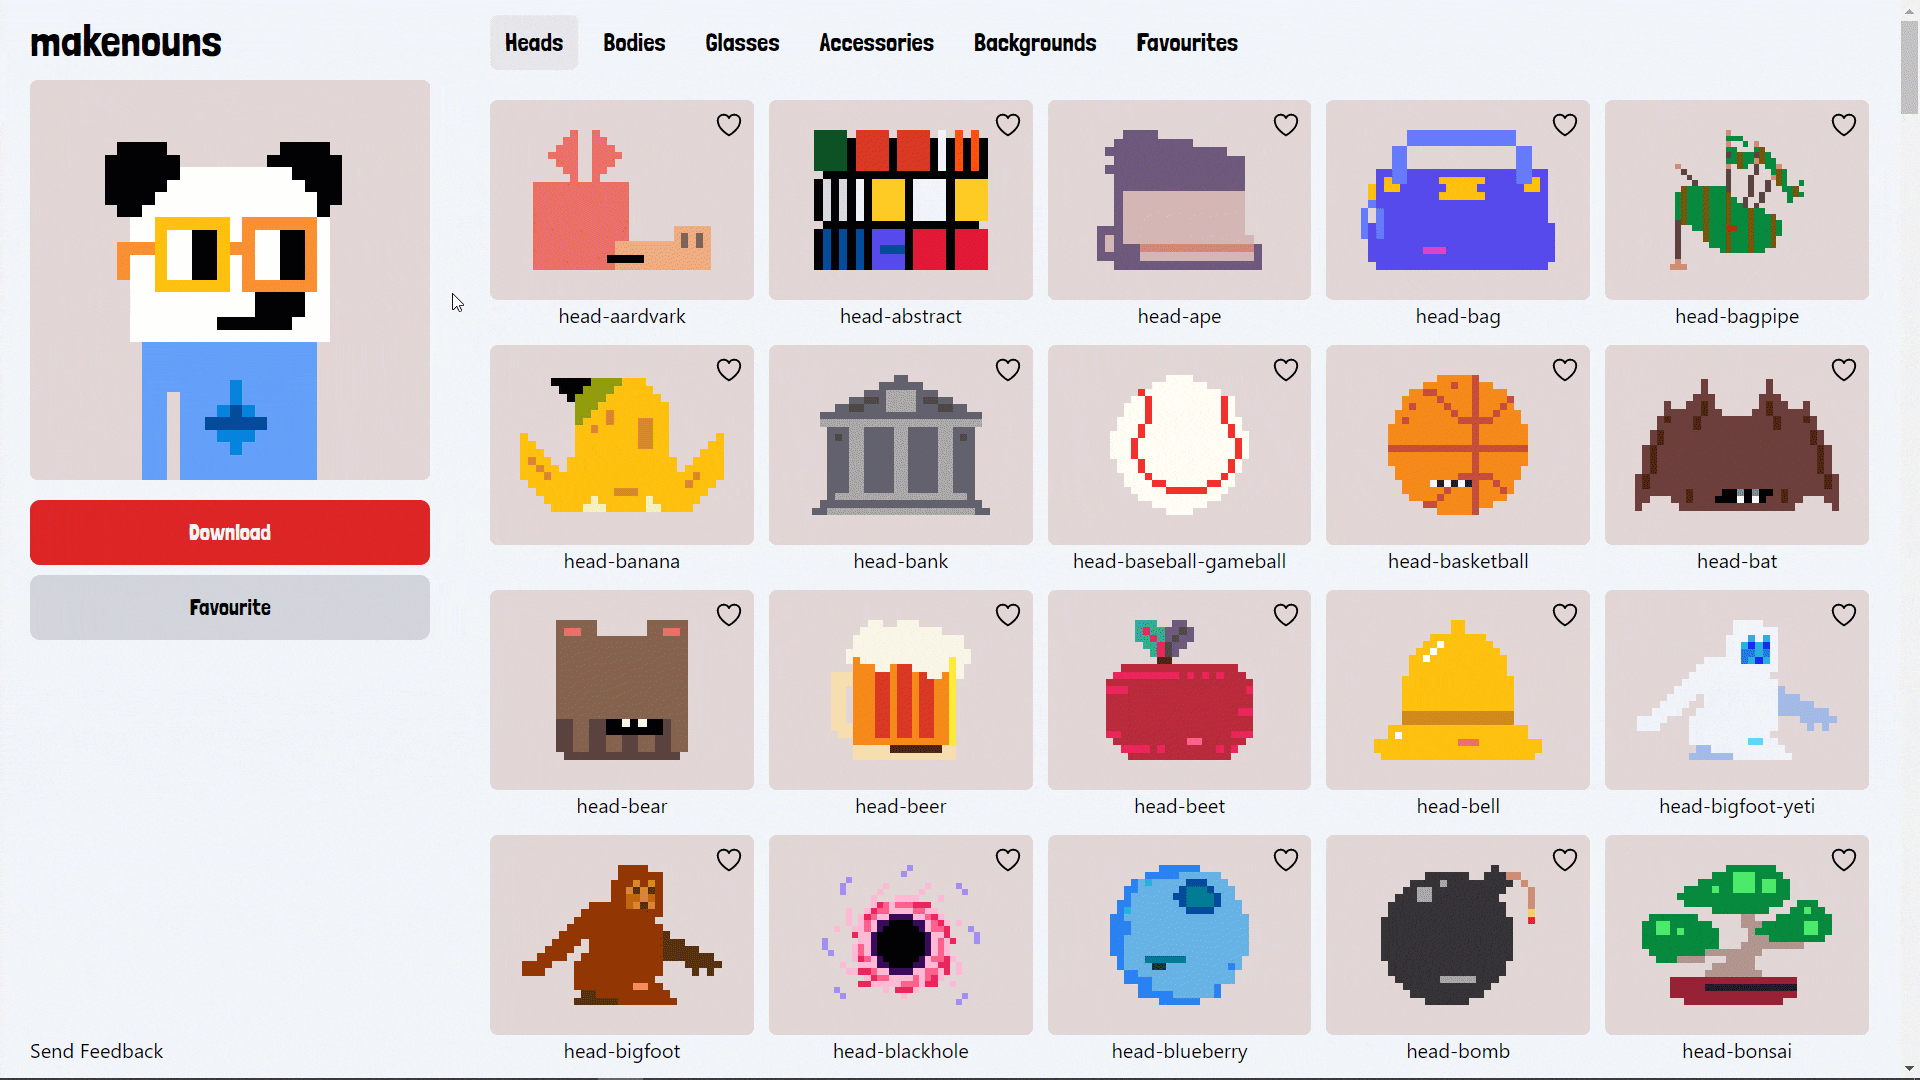 makenouns
Heads Bodies Glasses Accessories Backgrounds Favourites
head-aardvark head-abstract head-ape head-bag head-bagpipe
head-banana head-bank head-baseball-gameball head-basketball head-bat
Download
Favourite
head-bear head-beer head-beet head-bell head-bigfoot-yeti
head-bigfoot head-blackhole head-blueberry head-bomb head-bonsai
Send Feedback